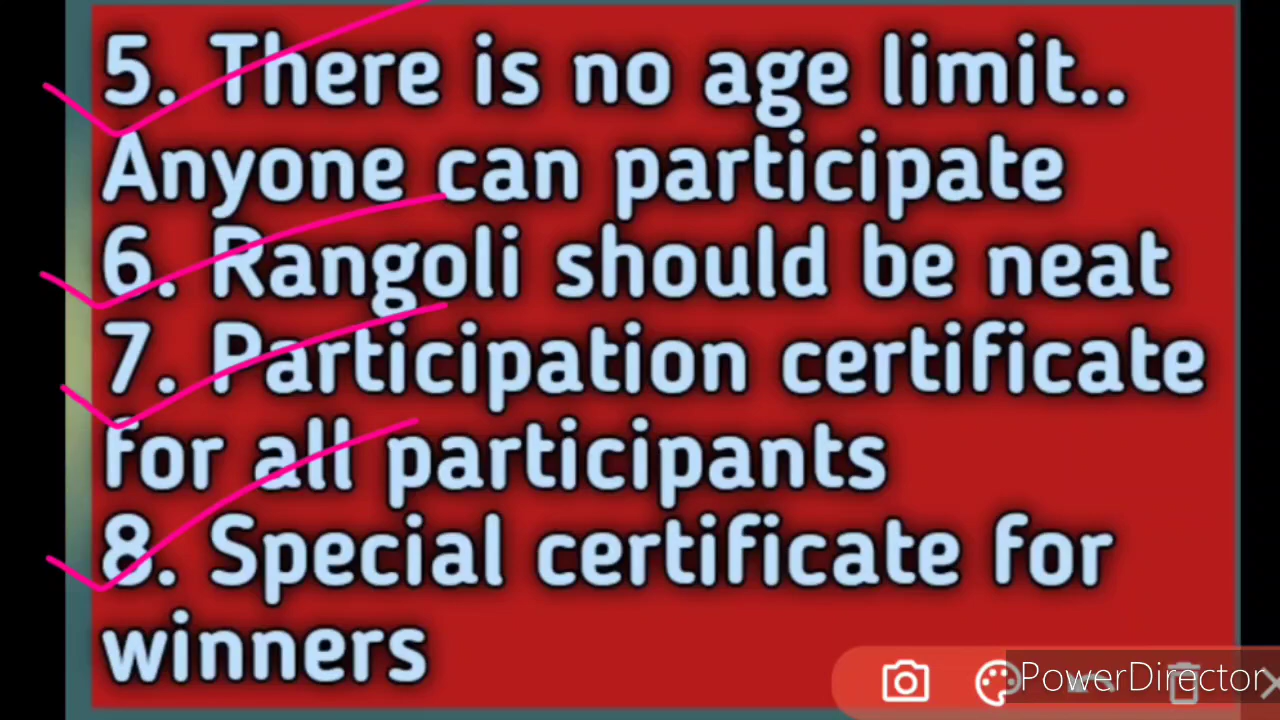 5. There is no age limit..
Anyone can participate
6. Rangoli should be neat
7. Participation certificate
for all participants
8. Special certificate for
winners
PowerDirector